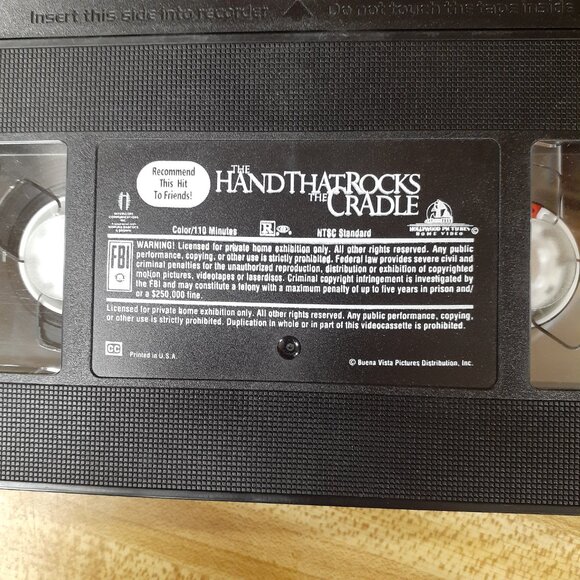 Insert this side into recorder
Do not touch the tape inside
Recommend
This Hit
To Friends!
THE
HAND THAT ROCKS
THE CRADLE
Color/110 Minutes
R
NTSC Standard
HOLLYWOOD PICTURES
HOME VIDEO
FBI
WARNING! Licensed for private home exhibition only. All other rights reserved. Any public
performance, copying, or other use is strictly prohibited. Federal law provides severe civil and
criminal penalties for the unauthorized reproduction, distribution or exhibition of copyrighted
motion pictures, videotapes or laserdiscs. Criminal copyright infringement is investigated by
the FBI and may constitute a felony with a maximum penalty of up to five years in prison and/
or a $250,000 fine.
Licensed for private home exhibition only. All other rights reserved. Any public performance, copying,
or other use is strictly prohibited. Duplication in whole or in part of this videocassette is prohibited.
CC
Printed in U.S.A.
© Buena Vista Pictures Distribution, Inc.